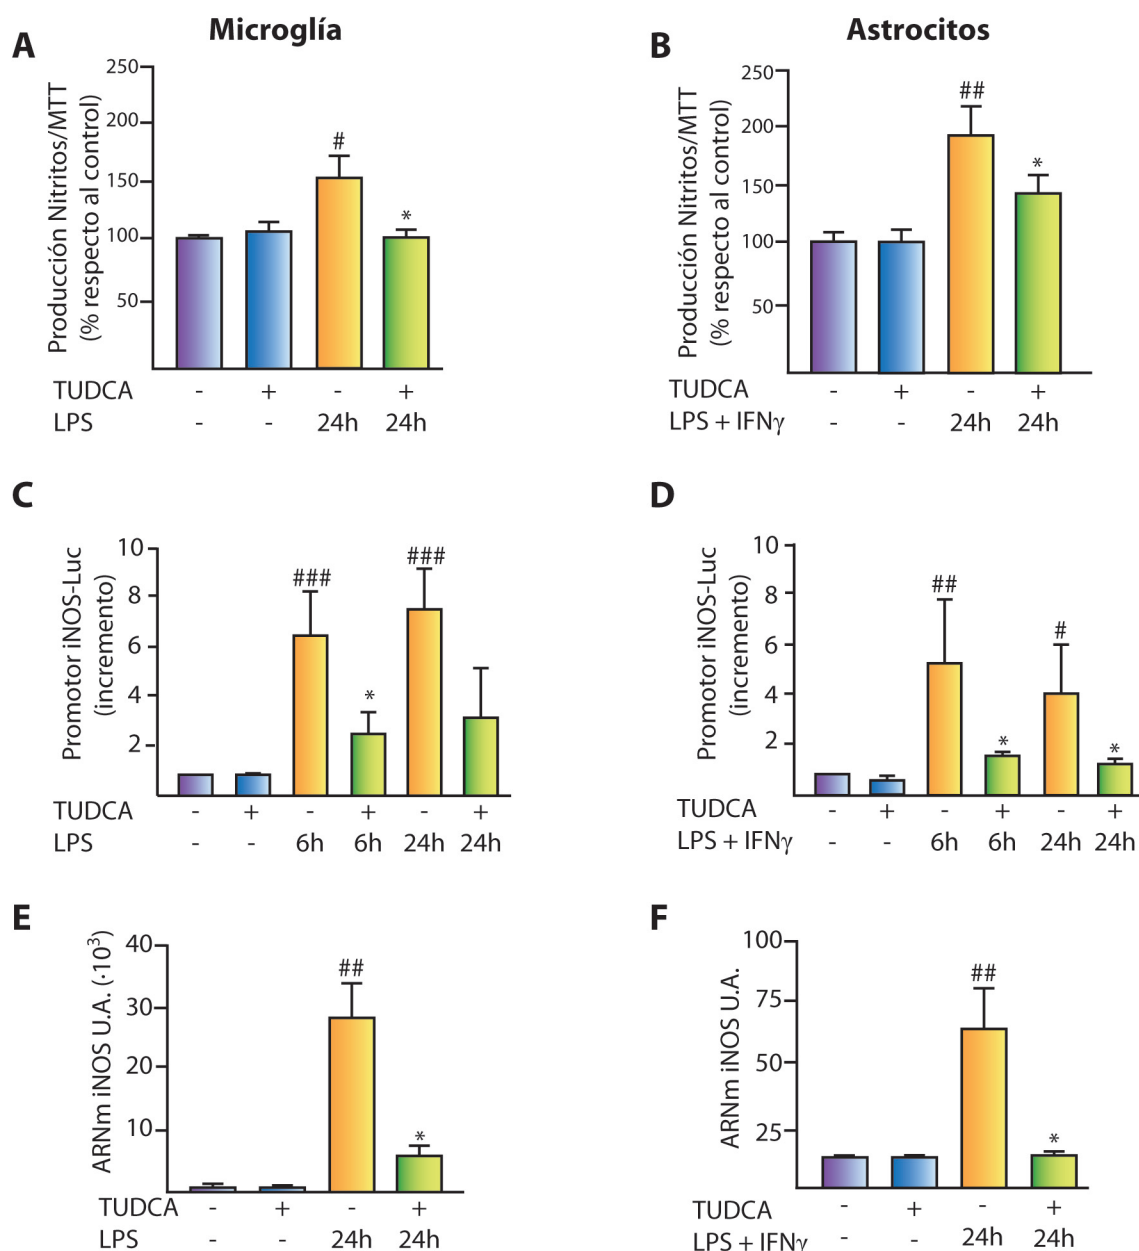 Microglía
Astrocitos
A
Producción Nitritos/MTT
(% respecto al control)
250
200
150
100
50
#
*
TUDCA - + - +
LPS - - 24h 24h
B
Producción Nitritos/MTT
(% respecto al control)
250
200
150
100
50
##
*
TUDCA - + - +
LPS + IFNγ - - 24h 24h
C
Promotor iNOS-Luc
(incremento)
10
8
6
4
2
###
*
###
TUDCA - + - + - +
LPS - - 6h 6h 24h 24h
D
Promotor iNOS-Luc
(incremento)
10
8
6
4
2
##
*
#
*
TUDCA - + - + - +
LPS + IFNγ - - 6h 6h 24h 24h
E
ARNm iNOS U.A. (·10³)
40
30
20
10
##
*
TUDCA - + - +
LPS - - 24h 24h
F
ARNm iNOS U.A.
100
75
50
25
##
*
TUDCA - + - +
LPS + IFNγ - - 24h 24h